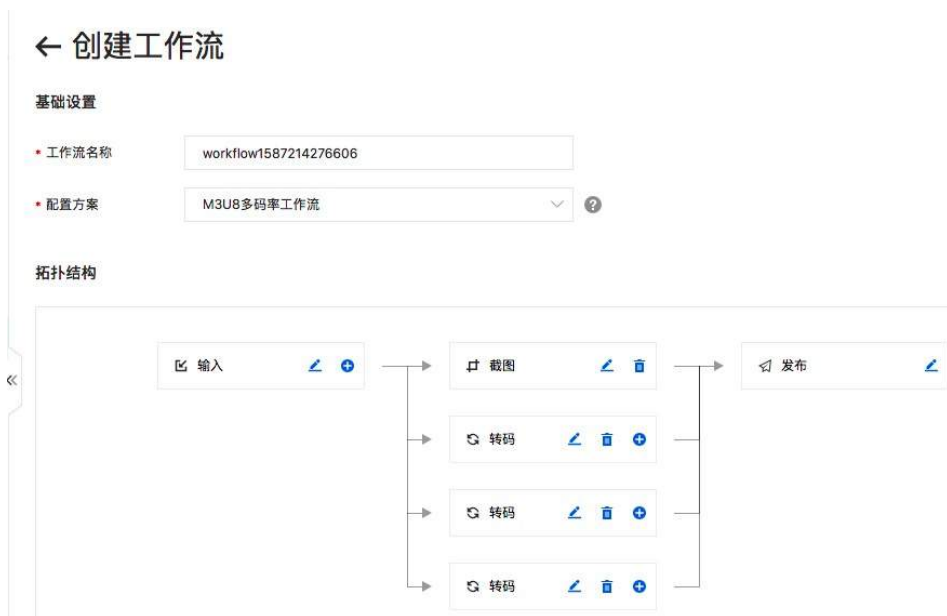 创建工作流
基础设置
* 工作流名称 workflow1587214276606
* 配置方案 M3U8多码率工作流
拓扑结构
输入 截图 发布
转码
转码
转码